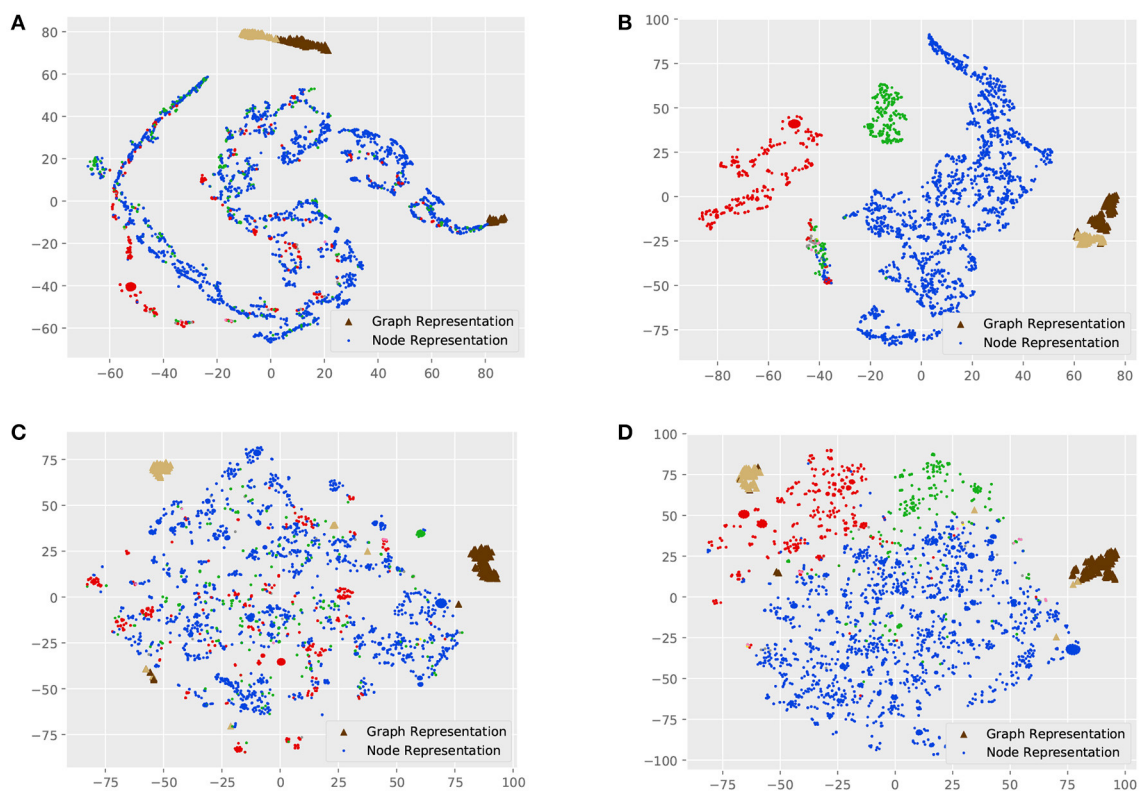 A
80
60
40
20
0
−20
−40
−60
−60 −40 −20 0 20 40 60 80
Graph Representation
Node Representation
B
100
75
50
25
0
−25
−50
−75
−80 −60 −40 −20 0 20 40 60 80
Graph Representation
Node Representation
C
75
50
25
0
−25
−50
−75
−75 −50 −25 0 25 50 75 100
Graph Representation
Node Representation
D
100
75
50
25
0
−25
−50
−75
−100
−75 −50 −25 0 25 50 75 100
Graph Representation
Node Representation